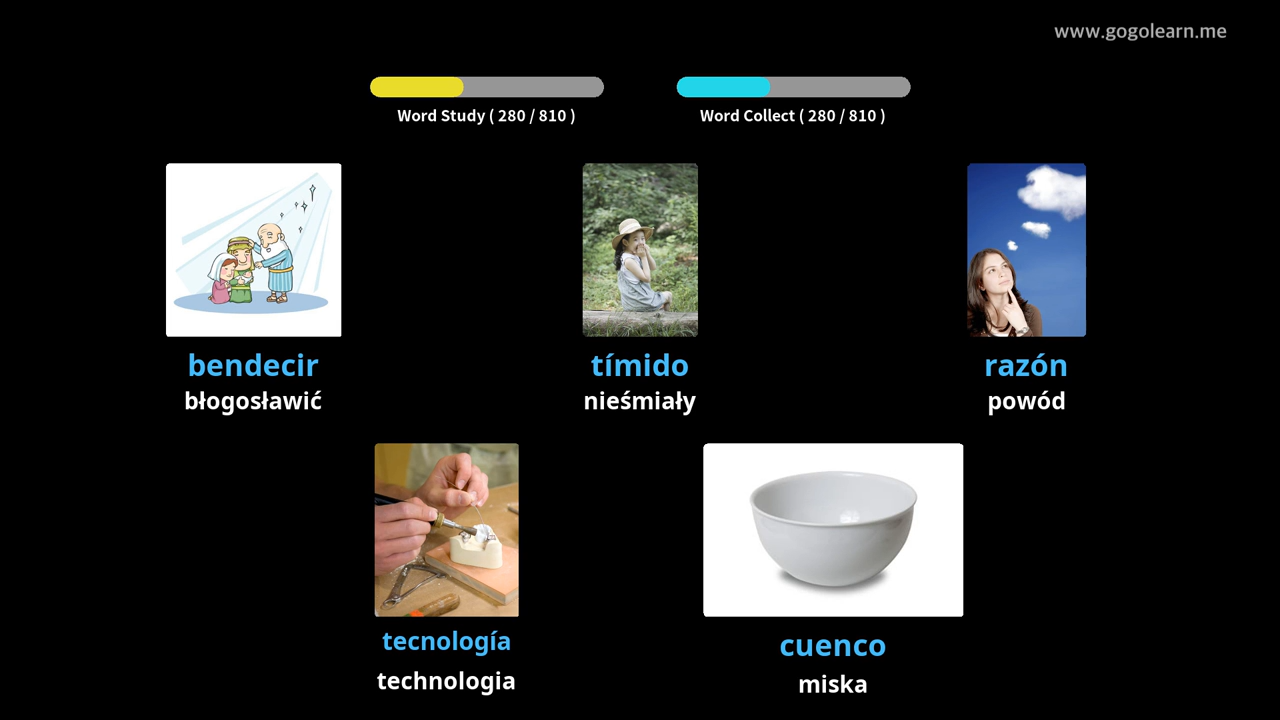 www.gogolearn.me
Word Study ( 280 / 810 )
Word Collect ( 280 / 810 )
bendecir
błogosławić
tímido
nieśmiały
razón
powód
tecnología
technologia
cuenco
miska